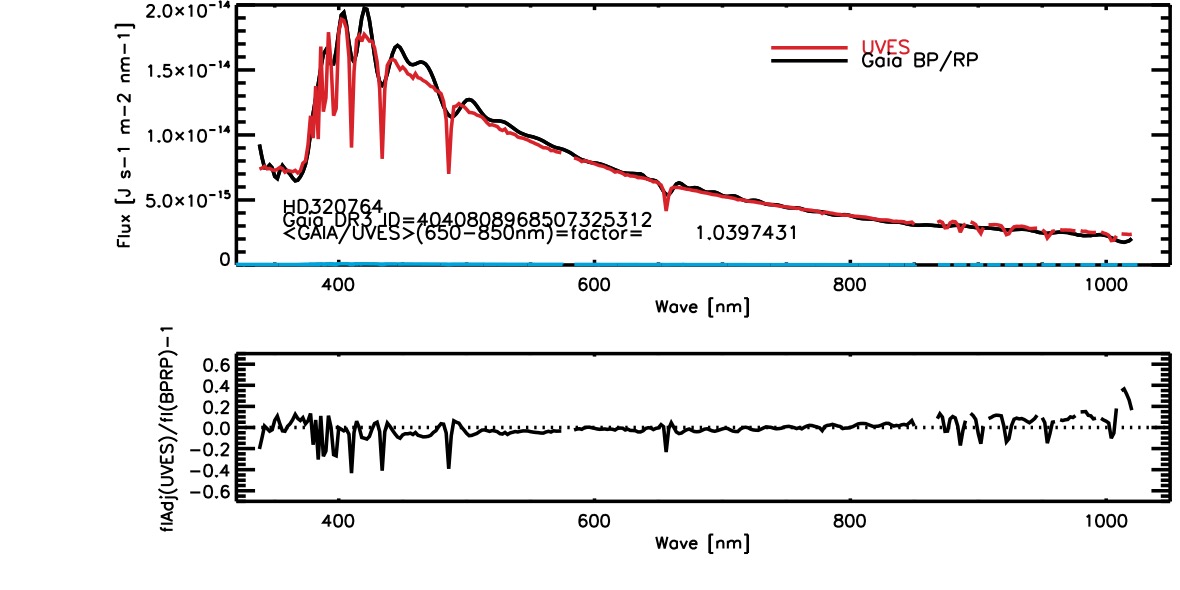 2.0×10⁻¹⁴
1.5×10⁻¹⁴
1.0×10⁻¹⁴
5.0×10⁻¹⁵
0
Flux [J s−1 m−2 nm−1]
UVES
Gaia BP/RP
HD320764
Gaia DR3 ID=4040808968507325312
<GAIA/UVES>(650−850nm)=factor= 1.0397431
400 600 800 1000
Wave [nm]
flAdj(UVES)/fl(BPRP)−1
0.6
0.4
0.2
0.0
−0.2
−0.4
−0.6
400 600 800 1000
Wave [nm]